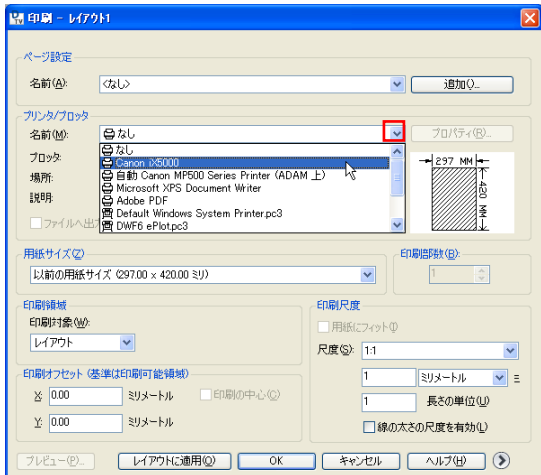 印刷 - レイアウト1
ページ設定
名前(A): <なし> 追加()...
プリンタ/プロッタ
名前(M): なし プロパティ(R)...
なし
プロッタ: Canon iX5000
場所: 自動 Canon MP500 Series Printer (ADAM 上)
Microsoft XPS Document Writer
説明: Adobe PDF
Default Windows System Printer.pc3
ファイルへ出 DWF6 ePlot.pc3
297 MM
420 MM
用紙サイズ(Z)
以前の用紙サイズ (297.00 x 420.00 ミリ)
印刷部数(B):
1
印刷領域
印刷対象(W):
レイアウト
印刷オフセット (基準は印刷可能領域)
X: 0.00 ミリメートル 印刷の中心(C)
Y: 0.00 ミリメートル
印刷尺度
用紙にフィット(I)
尺度(S): 1:1
1 ミリメートル =
1 長さの単位(U)
線の太さの尺度を有効(L)
プレビュー(P)... レイアウトに適用(O) OK キャンセル ヘルプ(H)